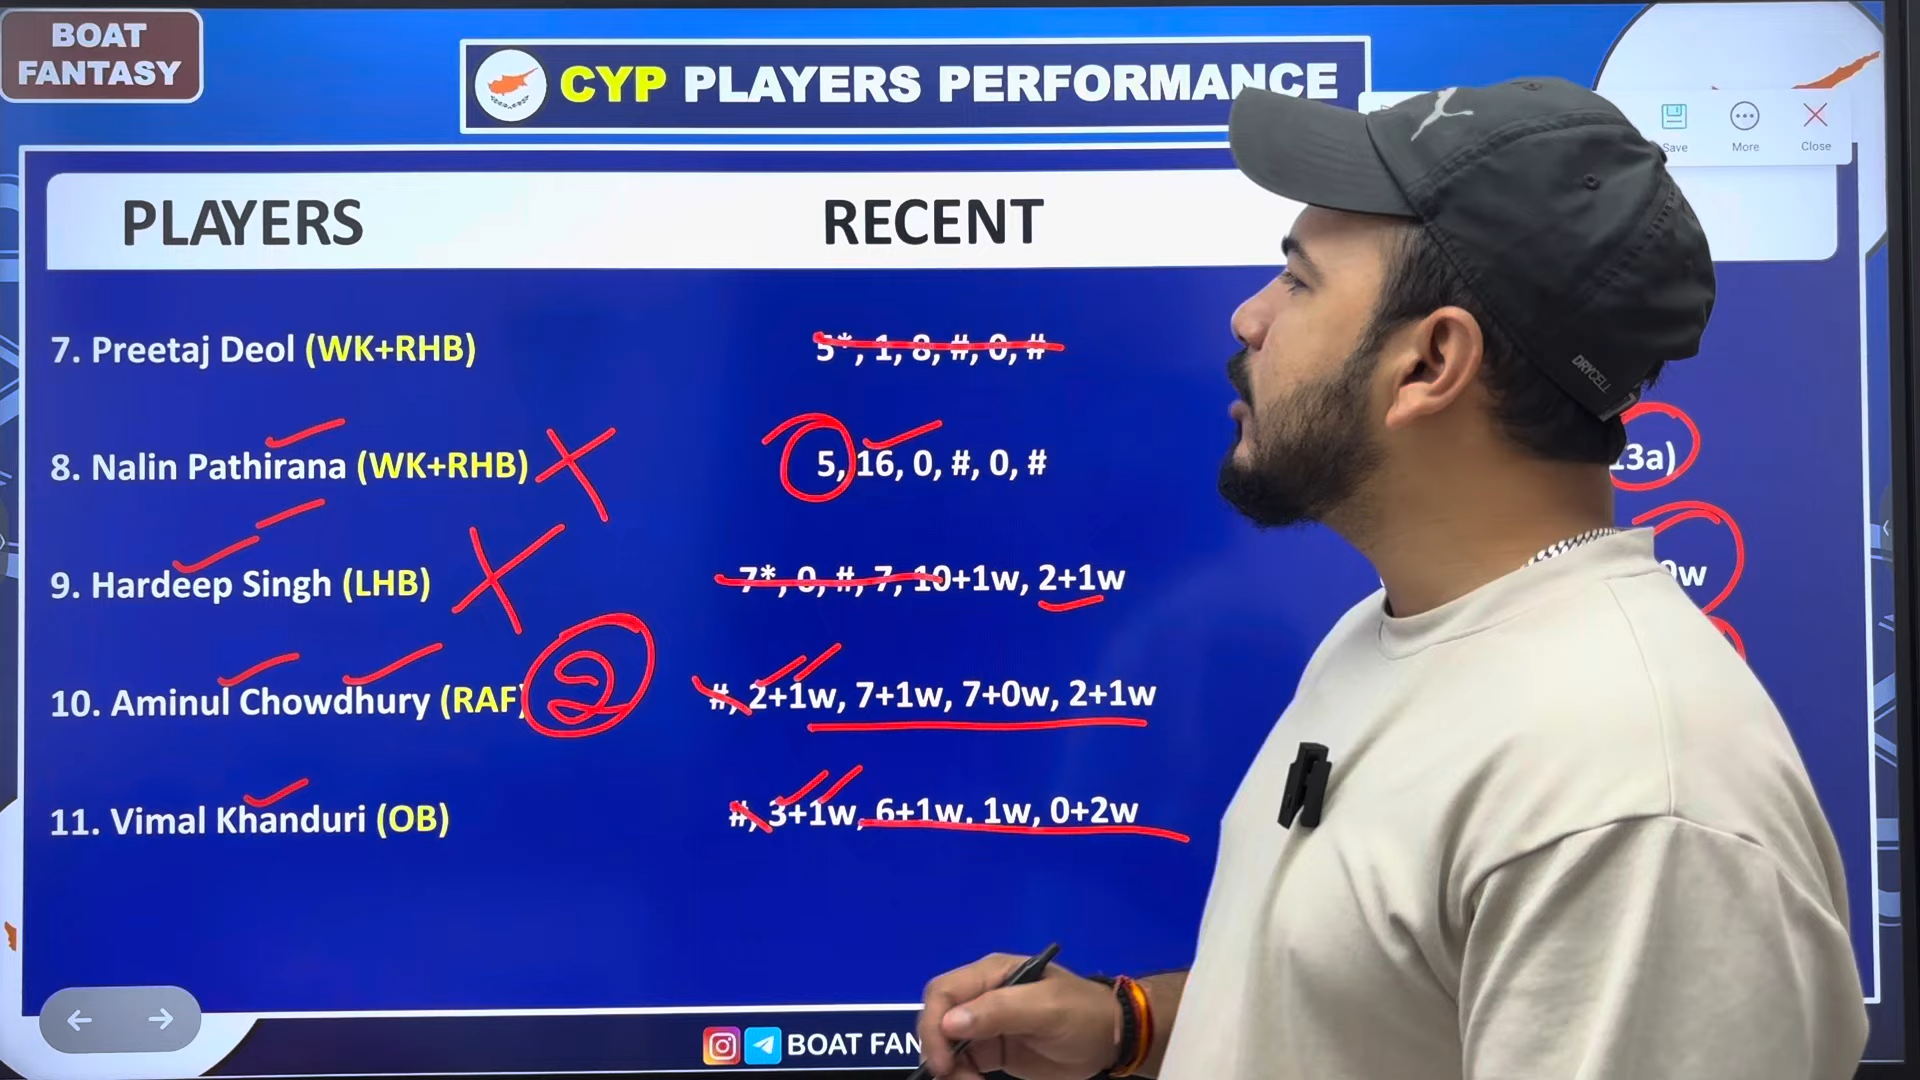 BOAT
FANTASY
CYP PLAYERS PERFORMANCE
Save More Close
PLAYERS RECENT
7. Preetaj Deol (WK+RHB) 5*, 1, 8, #, 0, #
8. Nalin Pathirana (WK+RHB) 5, 16, 0, #, 0, # 13a)
9. Hardeep Singh (LHB) 7*, 0, #, 7, 10+1w, 2+1w 0w
2
10. Aminul Chowdhury (RAF) #, 2+1w, 7+1w, 7+0w, 2+1w
11. Vimal Khanduri (OB) #, 3+1w, 6+1w, 1w, 0+2w
BOAT FAN
DRYCELL